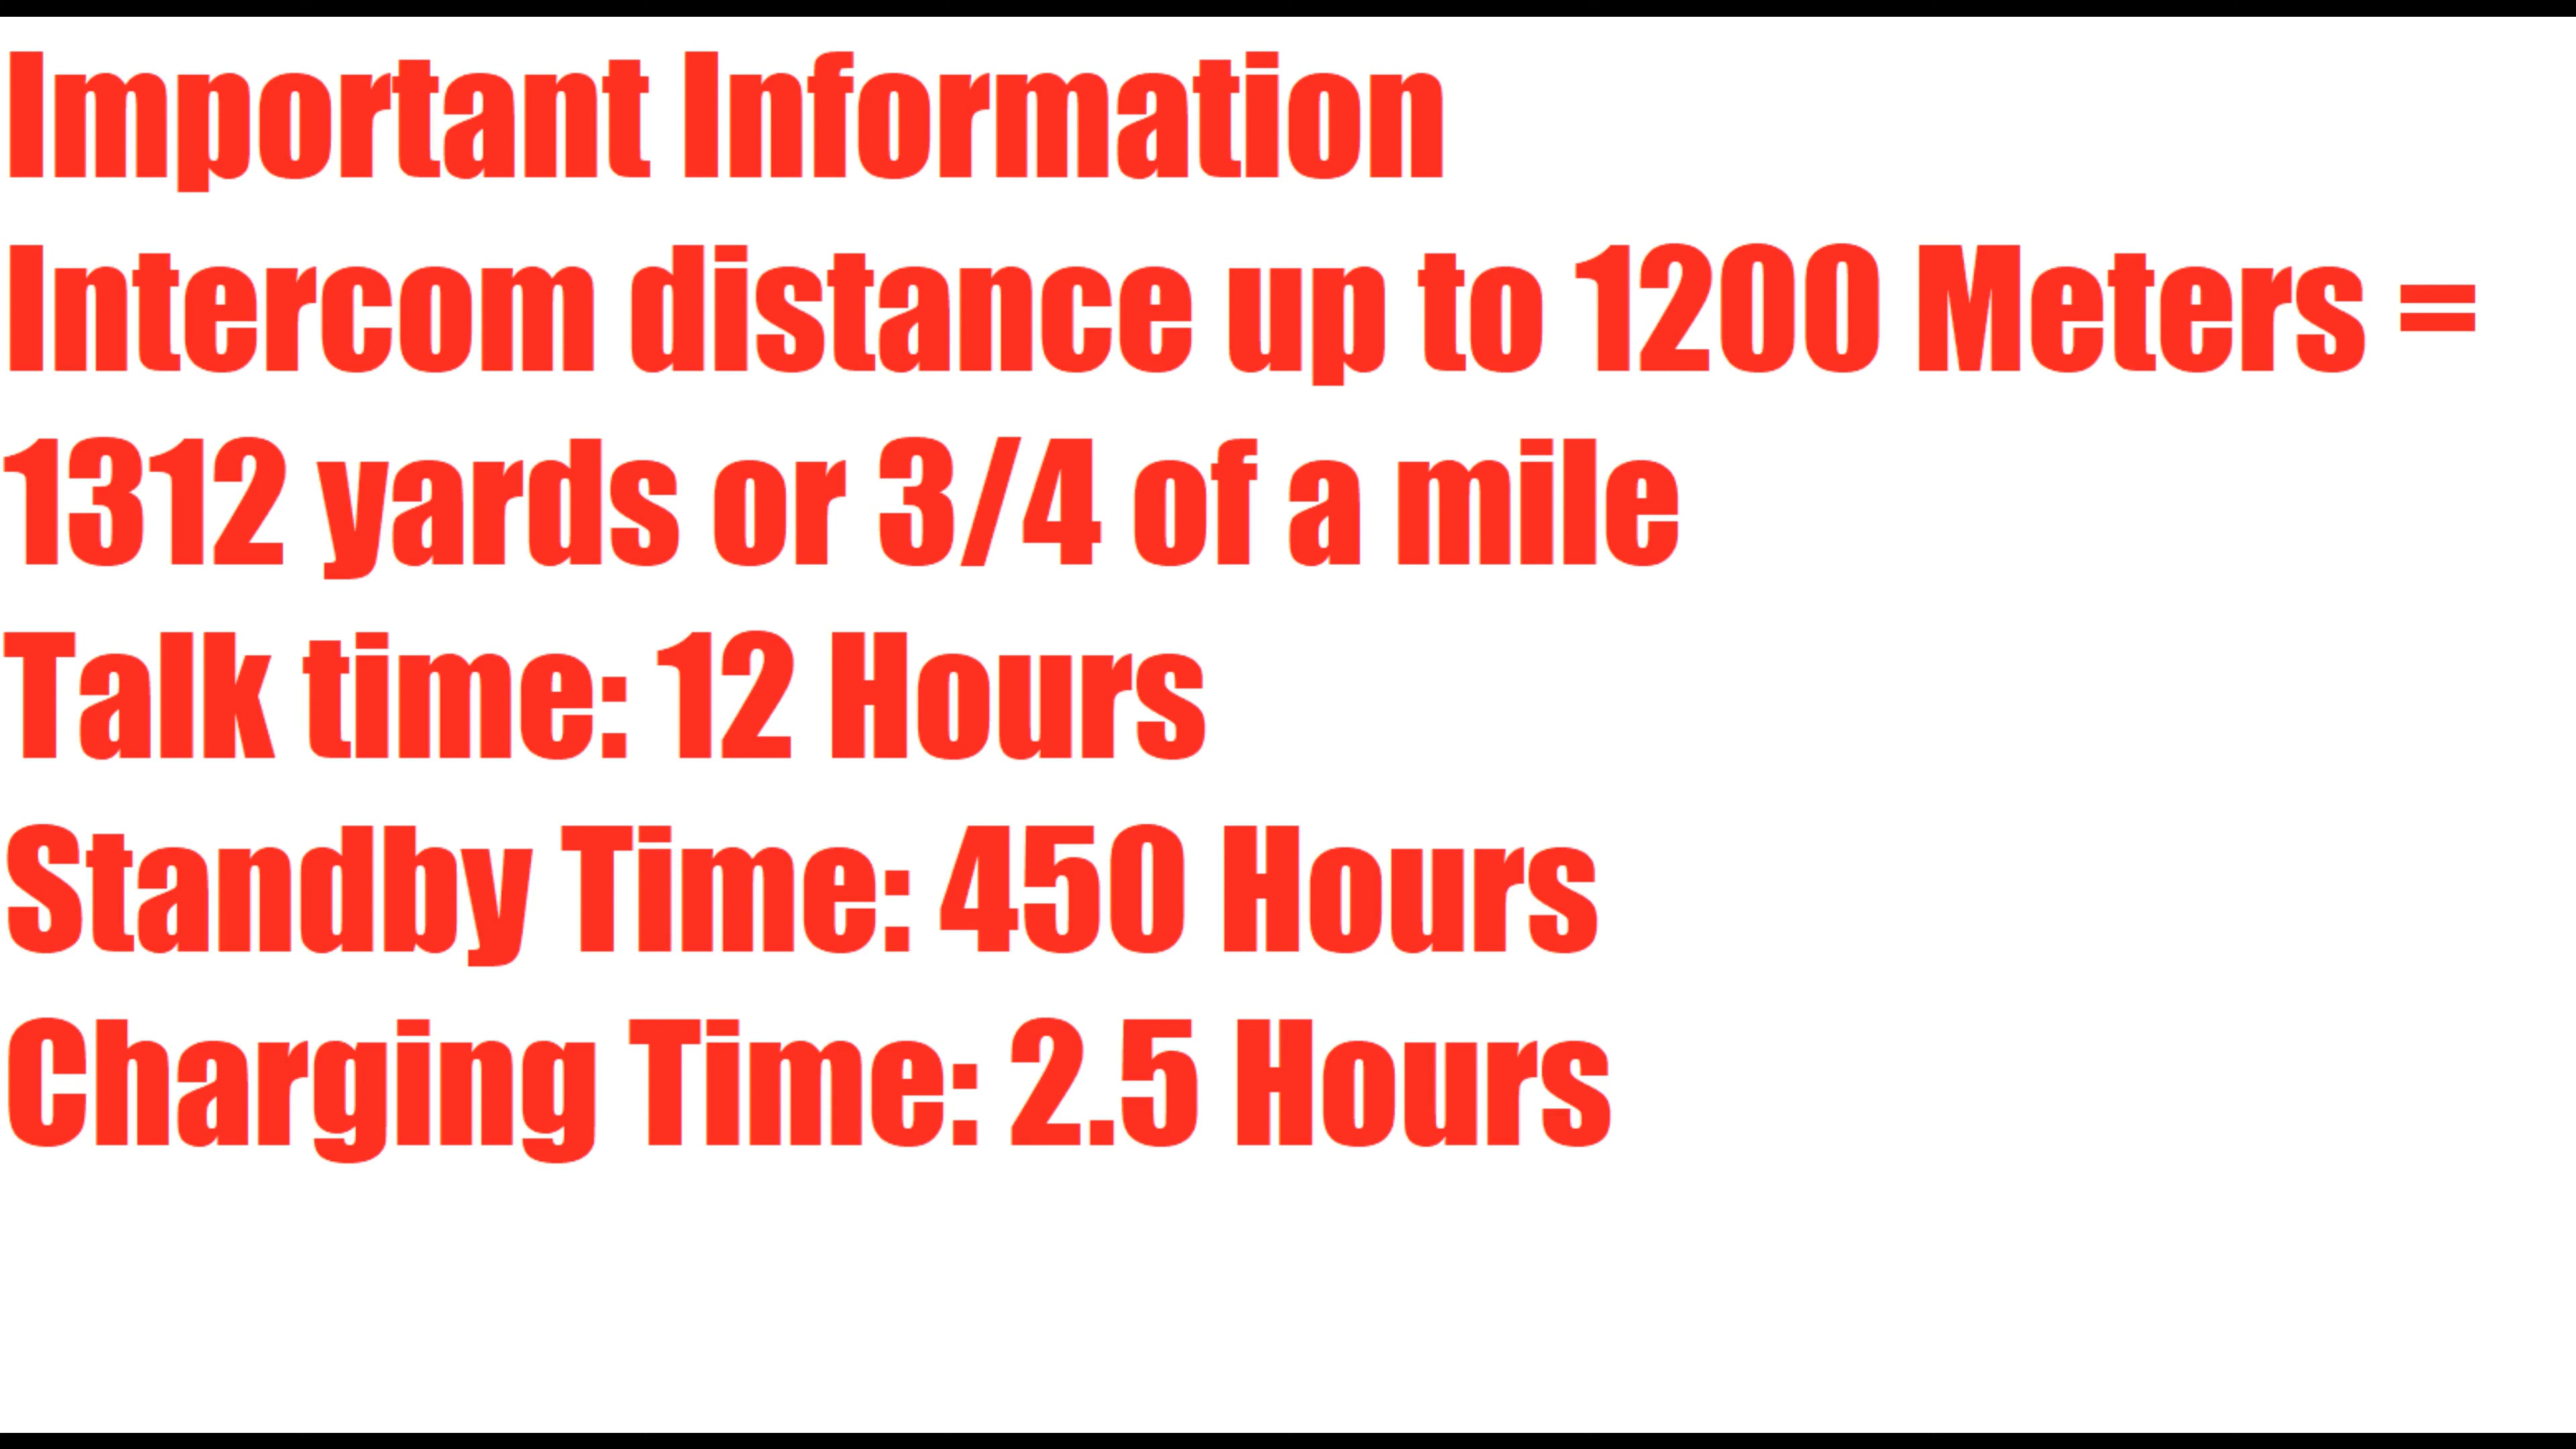 Important Information
Intercom distance up to 1200 Meters =
1312 yards or 3/4 of a mile
Talk time: 12 Hours
Standby Time: 450 Hours
Charging Time: 2.5 Hours